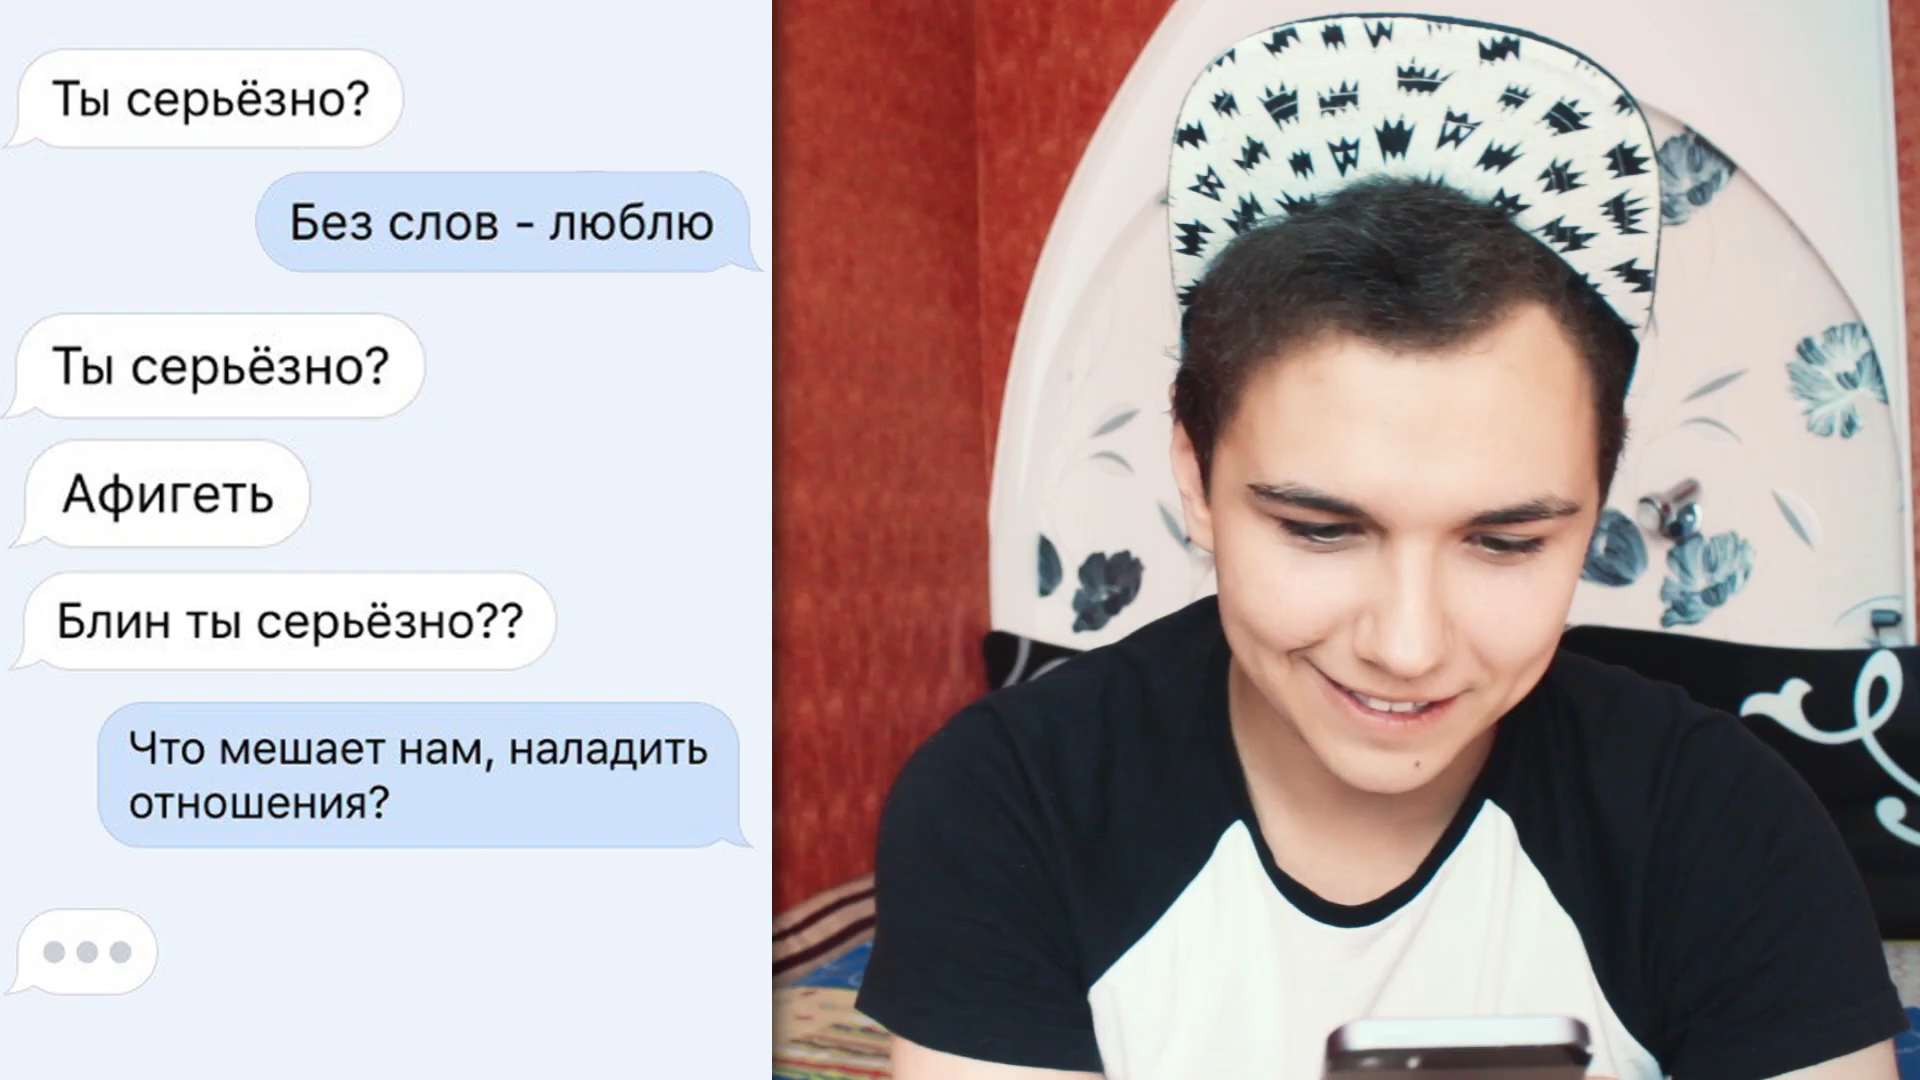 Ты серьёзно?
Без слов - люблю
Ты серьёзно?
Афигеть
Блин ты серьёзно??
Что мешает нам, наладить
отношения?